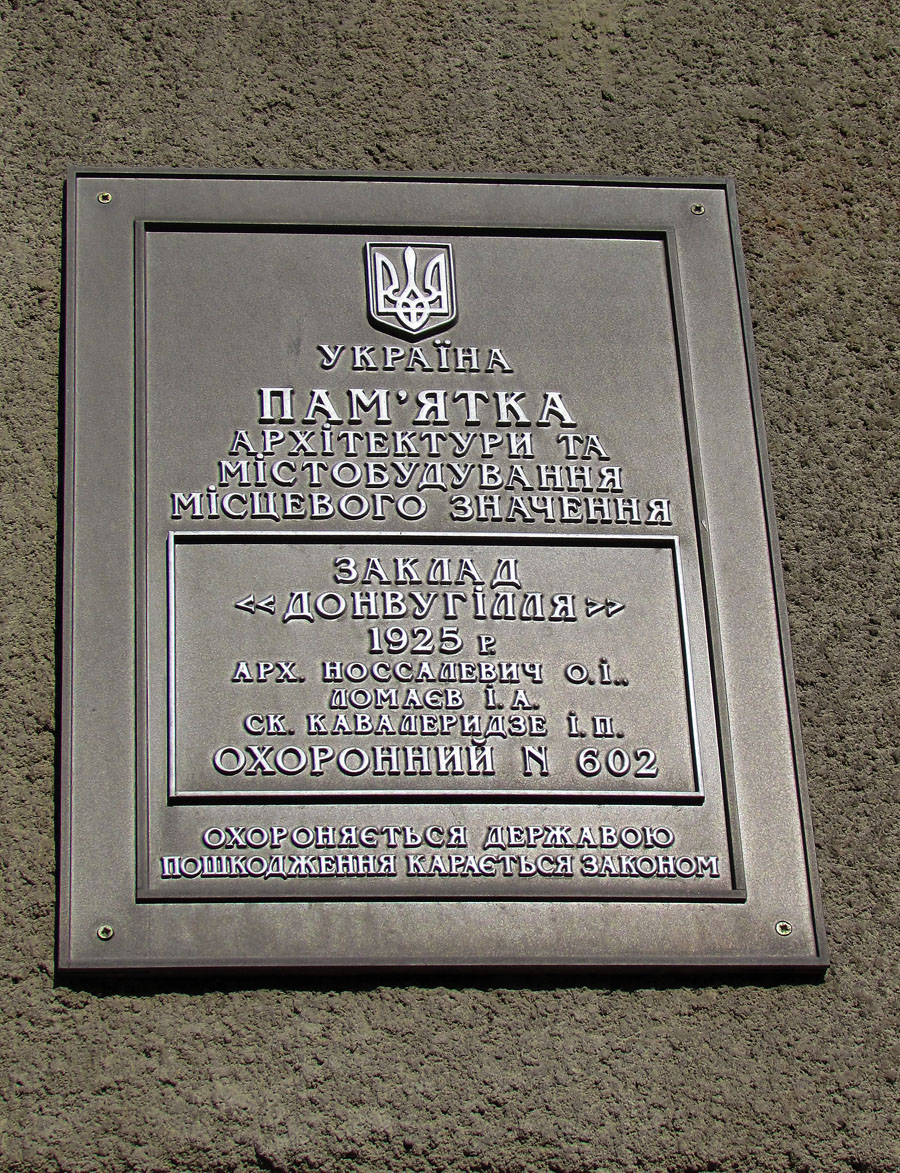 УКРАЇНА
ПАМ'ЯТКА
АРХІТЕКТУРИ ТА
МІСТОБУДУВАННЯ
МІСЦЕВОГО ЗНАЧЕННЯ
ЗАКЛАД
«ДОНВУГІЛЛЯ»
1925 Р.
АРХ. НОССАЛЕВИЧ О.І..
ДОМАЄВ І.А.
СК. КАВАЛЕРИДЗЕ І.П.
ОХОРОННИЙ N 602
ОХОРОНЯЄТЬСЯ ДЕРЖАВОЮ
ПОШКОДЖЕННЯ КАРАЄТЬСЯ ЗАКОНОМ